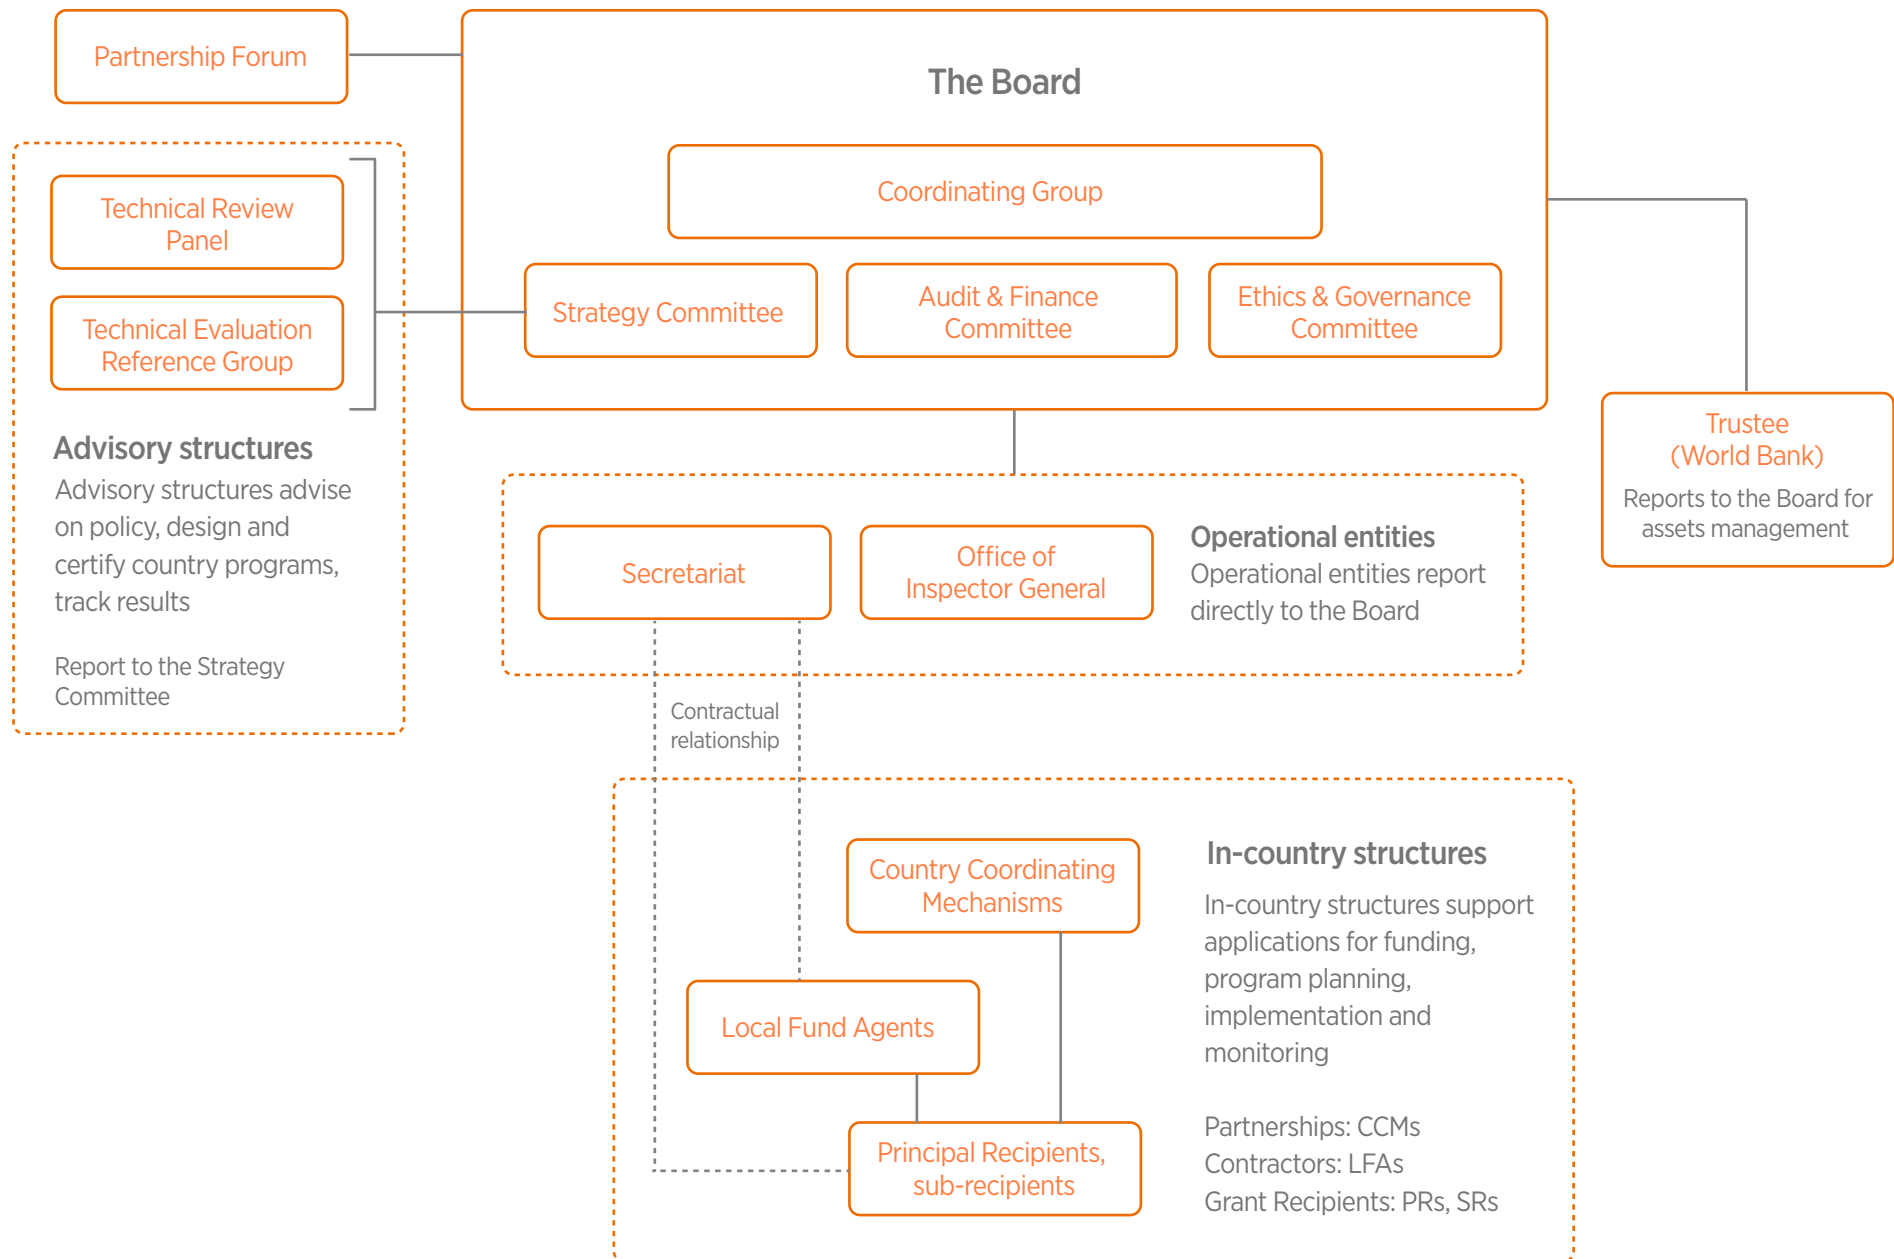 Partnership Forum
The Board
Coordinating Group
Strategy Committee
Audit & Finance
Committee
Ethics & Governance
Committee
Technical Review
Panel
Technical Evaluation
Reference Group
Advisory structures
Advisory structures advise
on policy, design and
certify country programs,
track results
Report to the Strategy
Committee
Trustee
(World Bank)
Reports to the Board for
assets management
Secretariat
Office of
Inspector General
Operational entities
Operational entities report
directly to the Board
Contractual
relationship
Country Coordinating
Mechanisms
Local Fund Agents
Principal Recipients,
sub-recipients
In-country structures
In-country structures support
applications for funding,
program planning,
implementation and
monitoring
Partnerships: CCMs
Contractors: LFAs
Grant Recipients: PRs, SRs